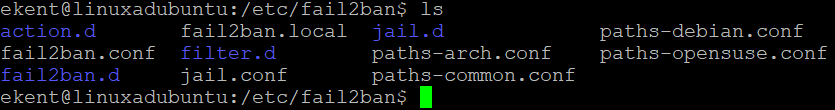 ekent@linuxadubuntu:/etc/fail2ban$ ls
action.d       fail2ban.local  jail.d             paths-debian.conf
fail2ban.conf  filter.d        paths-arch.conf    paths-opensuse.conf
fail2ban.d     jail.conf       paths-common.conf
ekent@linuxadubuntu:/etc/fail2ban$